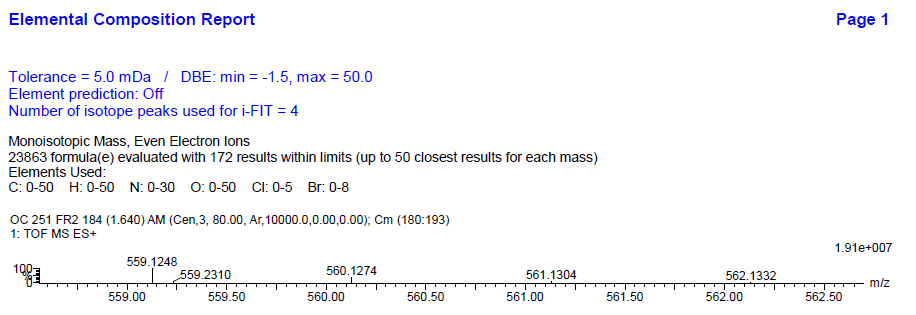 Elemental Composition Report Page 1
Tolerance = 5.0 mDa / DBE: min = -1.5, max = 50.0
Element prediction: Off
Number of isotope peaks used for i-FIT = 4
Monoisotopic Mass, Even Electron Ions
23863 formula(e) evaluated with 172 results within limits (up to 50 closest results for each mass)
Elements Used:
C: 0-50 H: 0-50 N: 0-30 O: 0-50 Cl: 0-5 Br: 0-8
OC 251 FR2 184 (1.640) AM (Cen,3, 80.00, Ar,10000.0,0.00,0.00); Cm (180:193)
1: TOF MS ES+
1.91e+007
559.1248
559.2310 560.1274 561.1304 562.1332
100
%
0
m/z
559.00 559.50 560.00 560.50 561.00 561.50 562.00 562.50